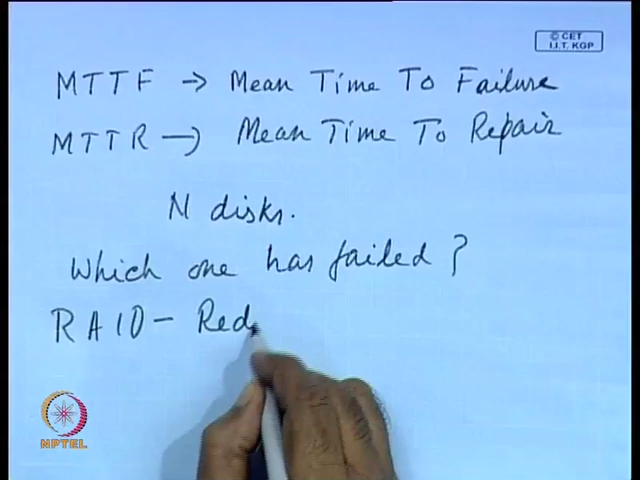 © CET
I.I.T. KGP
MTTF → Mean Time To Failure
MTTR → Mean Time To Repair
N disks.
Which one has failed?
RAID - Red
NPTEL